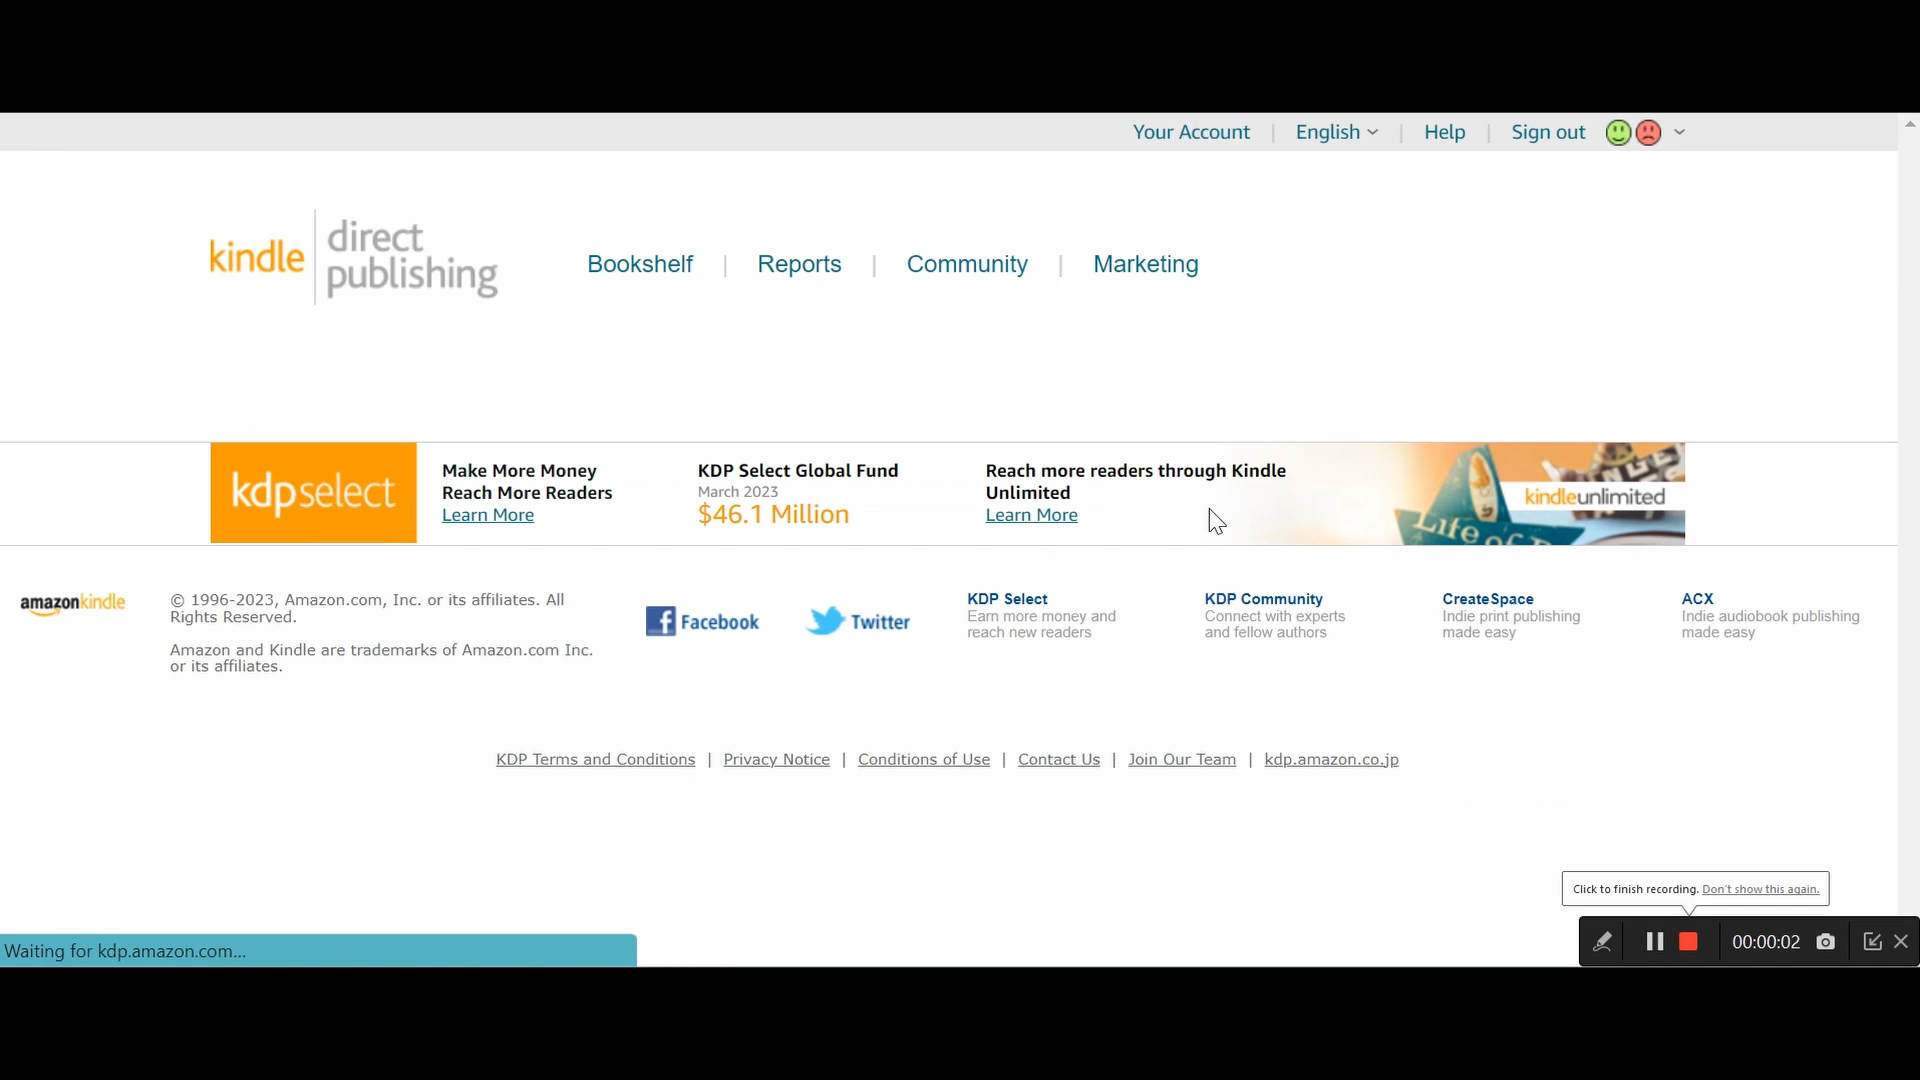 Your Account | English | Help | Sign out
kindle direct publishing
Bookshelf | Reports | Community | Marketing
kdpselect
Make More Money
Reach More Readers
Learn More
KDP Select Global Fund
March 2023
$46.1 Million
Reach more readers through Kindle
Unlimited
Learn More
Life of
kindleunlimited
amazonkindle
© 1996-2023, Amazon.com, Inc. or its affiliates. All
Rights Reserved.
Amazon and Kindle are trademarks of Amazon.com Inc.
or its affiliates.
Facebook
Twitter
KDP Select
Earn more money and
reach new readers
KDP Community
Connect with experts
and fellow authors
CreateSpace
Indie print publishing
made easy
ACX
Indie audiobook publishing
made easy
KDP Terms and Conditions | Privacy Notice | Conditions of Use | Contact Us | Join Our Team | kdp.amazon.co.jp
Click to finish recording. Don't show this again.
Waiting for kdp.amazon.com...
00:00:02